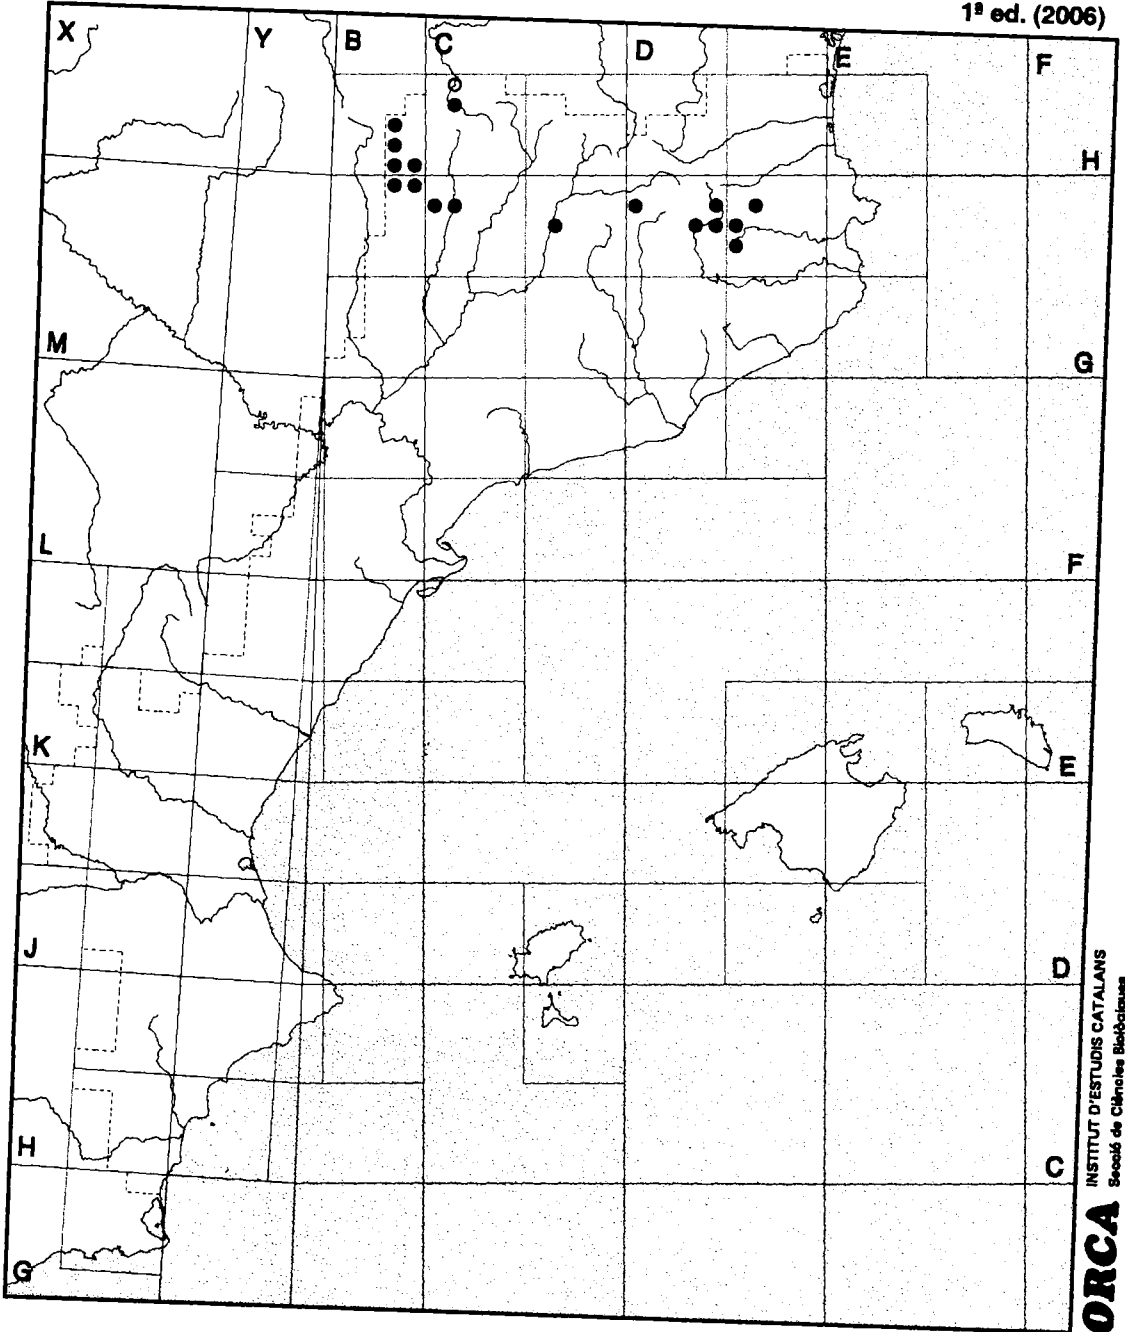 1ª ed. (2006)
X
Y
B
C
D
E
F
H
M
G
L
F
K
E
J
D
H
C
G
ORCA
INSTITUT D'ESTUDIS CATALANS
Secció de Ciències Biològiques